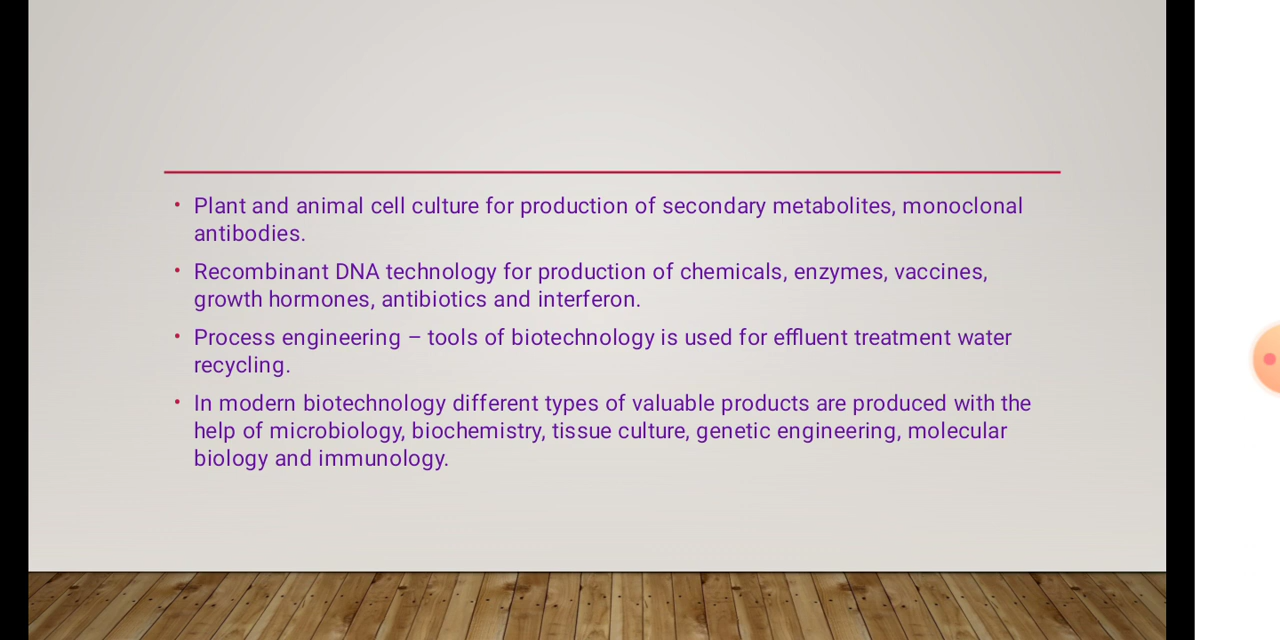 • Plant and animal cell culture for production of secondary metabolites, monoclonal
antibodies.
• Recombinant DNA technology for production of chemicals, enzymes, vaccines,
growth hormones, antibiotics and interferon.
• Process engineering – tools of biotechnology is used for effluent treatment water
recycling.
• In modern biotechnology different types of valuable products are produced with the
help of microbiology, biochemistry, tissue culture, genetic engineering, molecular
biology and immunology.